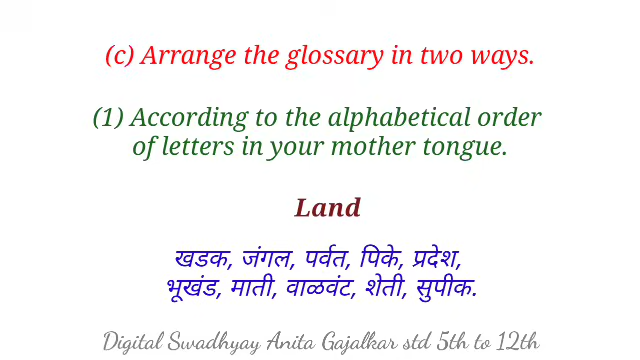 (c) Arrange the glossary in two ways.
(1) According to the alphabetical order
of letters in your mother tongue.
Land
खडक, जंगल, पर्वत, पिके, प्रदेश,
भूखंड, माती, वाळवंट, शेती, सुपीक.
Digital Swadhyay Anita Gajalkar std 5th to 12th